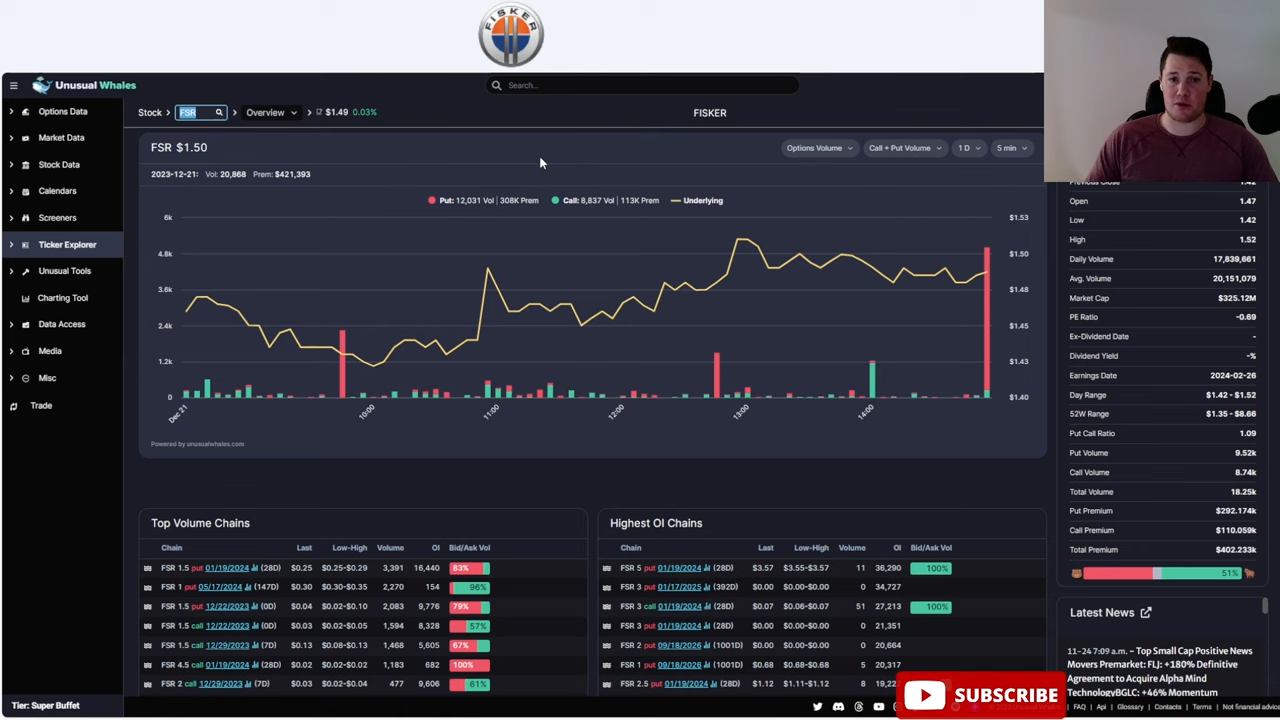 FISKER
Unusual Whales
Search...
Options Data
Market Data
Stock Data
Calendars
Screeners
Ticker Explorer
Unusual Tools
Charting Tool
Data Access
Media
Misc
Trade
Tier: Super Buffet
Stock > FSR > Overview > $1.49 0.03%
FISKER
FSR $1.50
Options Volume
Call + Put Volume
1 D
5 min
2023-12-21: Vol: 20,868 Prem: $421,393
Put: 12,031 Vol | 308K Prem Call: 8,837 Vol | 113K Prem Underlying
6k
4.8k
3.6k
2.4k
1.2k
0
$1.53
$1.50
$1.48
$1.45
$1.43
$1.40
Dec 21 10:00 11:00 12:00 13:00 14:00
Powered by unusualwhales.com
Top Volume Chains
Chain Last Low-High Volume OI Bid/Ask Vol
FSR 1.5 put 01/19/2024 (28D) $0.25 $0.25-$0.29 3,391 16,440 83%
FSR 1 put 05/17/2024 (147D) $0.30 $0.30-$0.35 2,270 154 96%
FSR 1.5 put 12/22/2023 (0D) $0.04 $0.02-$0.10 2,083 9,776 79%
FSR 1.5 call 12/22/2023 (0D) $0.03 $0.02-$0.06 1,594 8,328 57%
FSR 1.5 call 12/29/2023 (7D) $0.13 $0.08-$0.13 1,468 5,605 67%
FSR 4.5 call 01/19/2024 (28D) $0.02 $0.02-$0.02 1,183 682 100%
FSR 2 call 12/29/2023 (7D) $0.03 $0.02-$0.04 477 9,606 61%
Highest OI Chains
Chain Last Low-High Volume OI Bid/Ask Vol
FSR 5 put 01/19/2024 (28D) $3.57 $3.55-$3.57 11 36,290 100%
FSR 3 put 01/17/2025 (392D) $0.00 $0.00-$0.00 0 34,890
FSR 3 call 01/19/2024 (28D) $0.07 $0.06-$0.07 51 27,213 100%
FSR 3 put 01/19/2024 (28D) $0.00 $0.00-$0.00 0 21,351
FSR 2 put 09/18/2026 (1001D) $0.00 $0.00-$0.00 0 20,664
FSR 1 put 09/18/2026 (1001D) $0.68 $0.68-$0.68 5 20,317
FSR 2.5 put 01/19/2024 (28D) $1.12 $1.11-$1.12 8
Previous Close 1.42
Open 1.47
Low 1.42
High 1.52
Daily Volume 17,839,661
Avg. Volume 20,151,079
Market Cap $325.12M
PE Ratio -0.69
Ex-Dividend Date -
Dividend Yield -%
Earnings Date 2024-02-26
Day Range $1.42 - $1.52
52W Range $1.35 - $8.66
Put Call Ratio 1.09
Put Volume 9.52k
Call Volume 8.74k
Total Volume 18.25k
Put Premium $292.174k
Call Premium $110.059k
Total Premium $402.233k
51%
Latest News
11-24 7:09 a.m. – Top Small Cap Positive News
Movers Premarket: FLJ: +180% Definitive
Agreement to Acquire Alpha Mind
TechnologyBGLC: +46% Momentum
SUBSCRIBE
FAQ | Api | Glossary | Contacts | Terms | Not financial advice